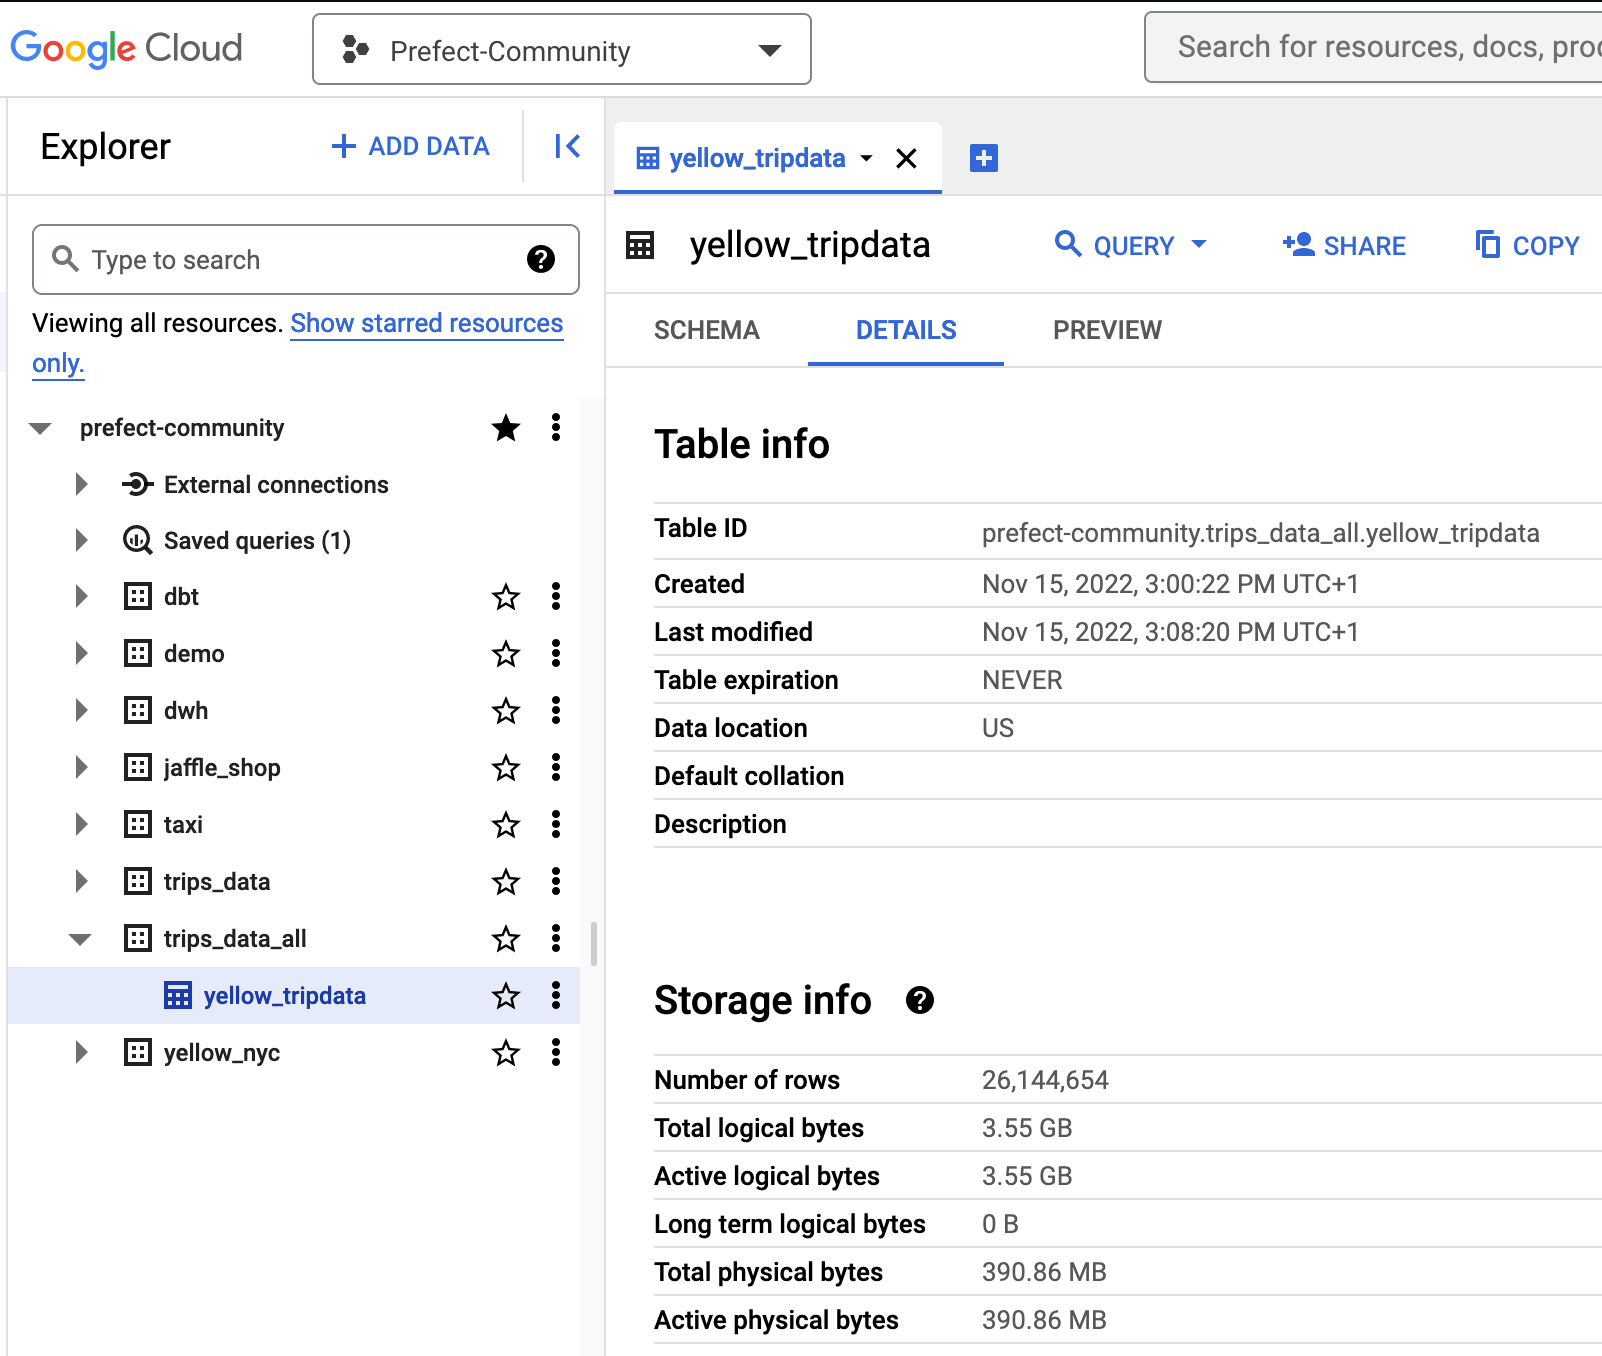 Google Cloud
Prefect-Community
Search for resources, docs, proc
Explorer
ADD DATA
yellow_tripdata
Type to search
Viewing all resources. Show starred resources
only.
prefect-community
External connections
Saved queries (1)
dbt
demo
dwh
jaffle_shop
taxi
trips_data
trips_data_all
yellow_tripdata
yellow_nyc
yellow_tripdata
QUERY
SHARE
COPY
SCHEMA
DETAILS
PREVIEW
Table info
Table ID prefect-community.trips_data_all.yellow_tripdata
Created Nov 15, 2022, 3:00:22 PM UTC+1
Last modified Nov 15, 2022, 3:08:20 PM UTC+1
Table expiration NEVER
Data location US
Default collation
Description
Storage info
Number of rows 26,144,654
Total logical bytes 3.55 GB
Active logical bytes 3.55 GB
Long term logical bytes 0 B
Total physical bytes 390.86 MB
Active physical bytes 390.86 MB